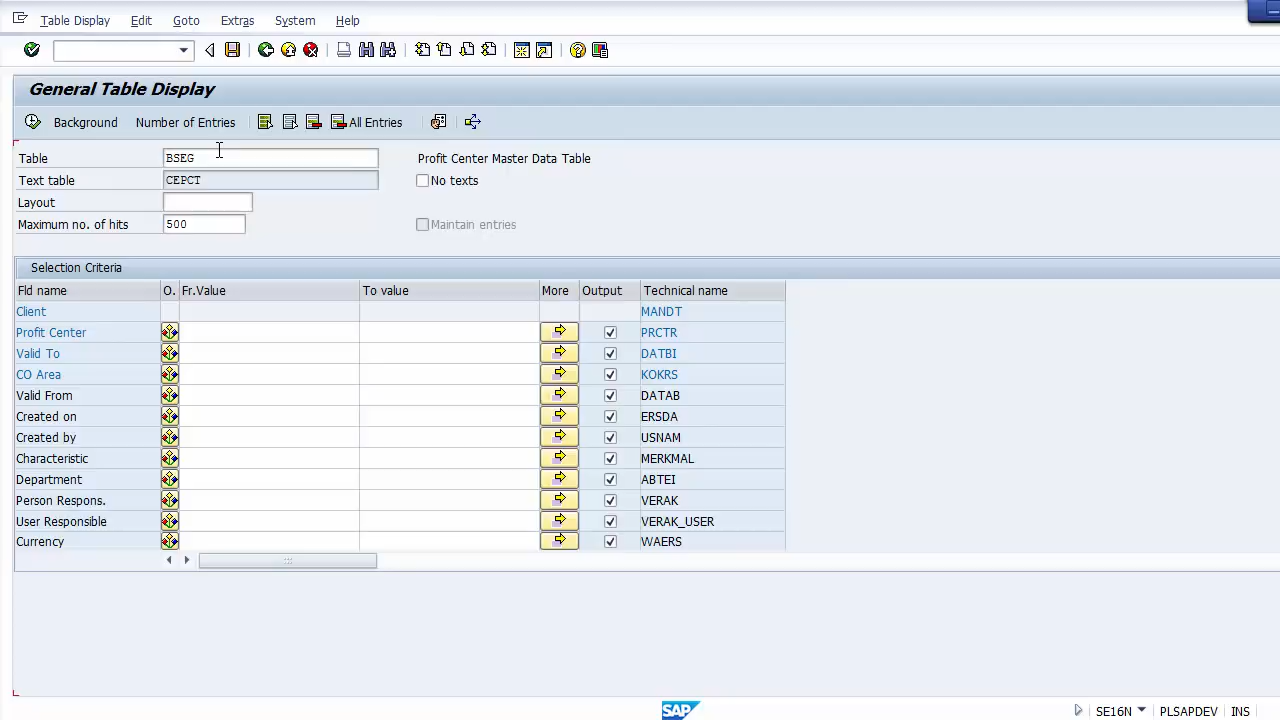 Table Display Edit Goto Extras System Help
General Table Display
Background Number of Entries All Entries
Table BSEG Profit Center Master Data Table
Text table CEPCT No texts
Layout
Maximum no. of hits 500 Maintain entries
Selection Criteria
Fld name O. Fr.Value To value More Output Technical name
Client MANDT
Profit Center PRCTR
Valid To DATBI
CO Area KOKRS
Valid From DATAB
Created on ERSDA
Created by USNAM
Characteristic MERKMAL
Department ABTEI
Person Respons. VERAK
User Responsible VERAK_USER
Currency WAERS
SAP SE16N PLSAPDEV INS